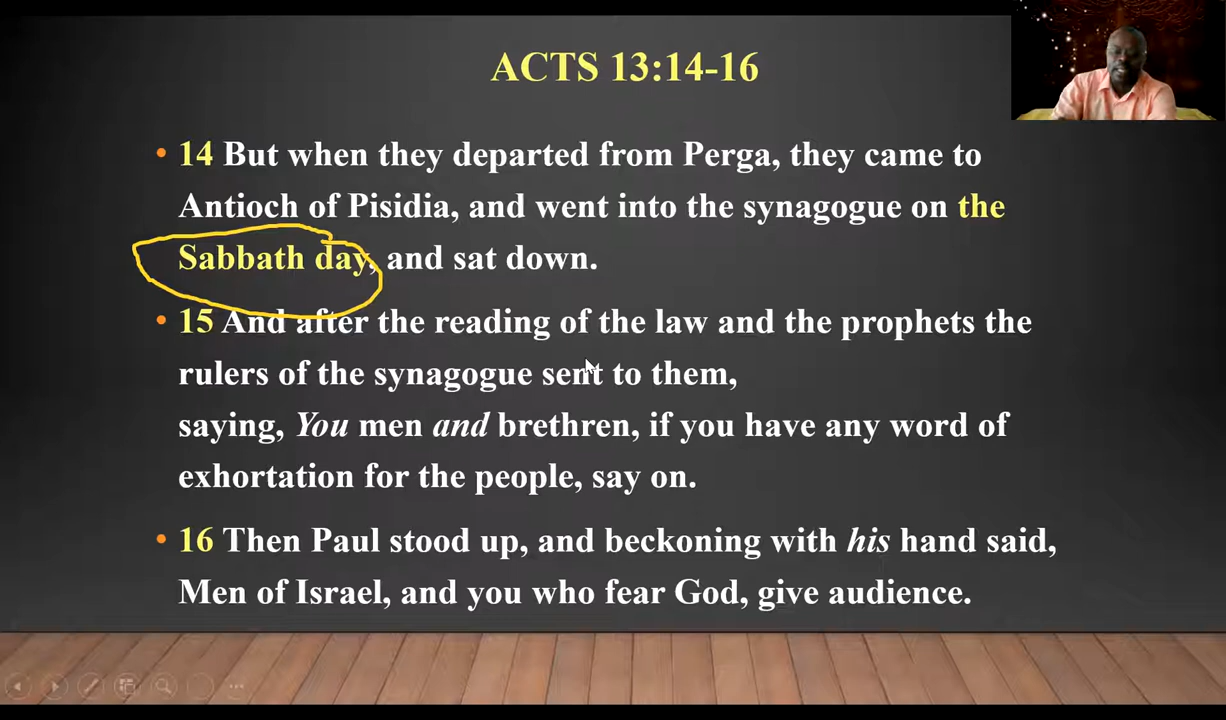 ACTS 13:14-16
• 14 But when they departed from Perga, they came to
Antioch of Pisidia, and went into the synagogue on the
Sabbath day, and sat down.
• 15 And after the reading of the law and the prophets the
rulers of the synagogue sent to them,
saying, You men and brethren, if you have any word of
exhortation for the people, say on.
• 16 Then Paul stood up, and beckoning with his hand said,
Men of Israel, and you who fear God, give audience.